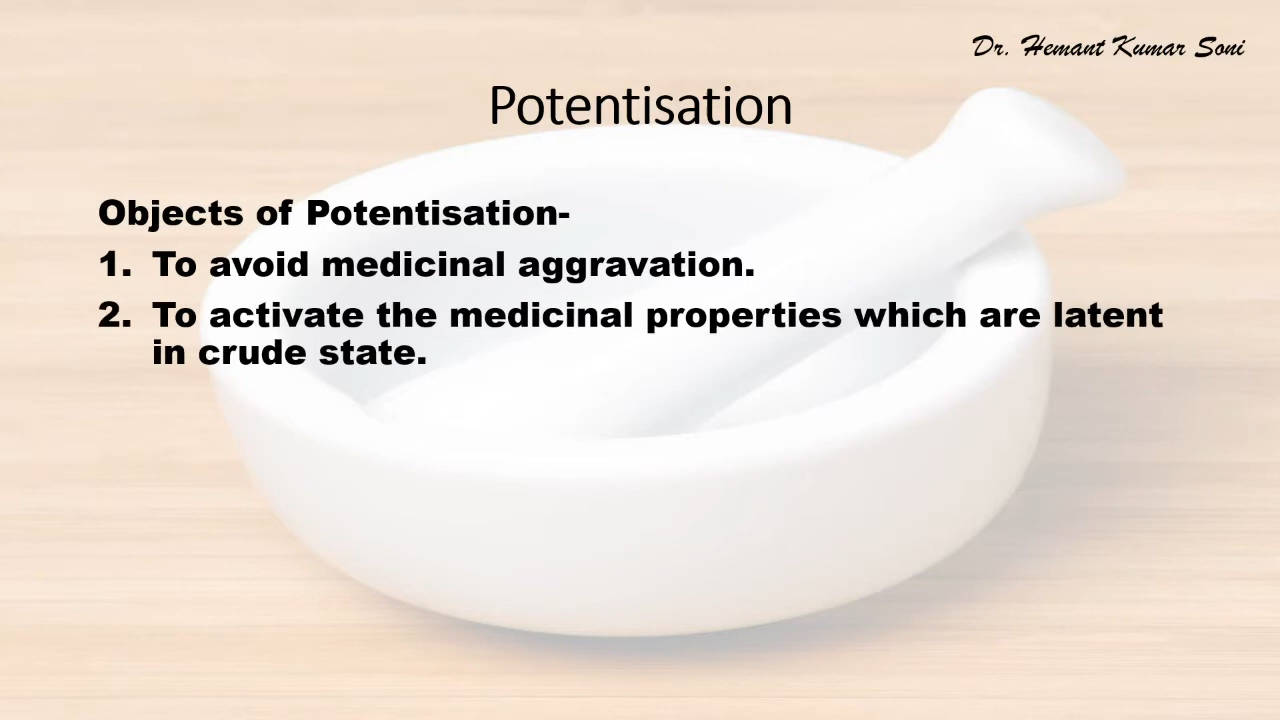 Dr. Hemant Kumar Soni
Potentisation
Objects of Potentisation-
1. To avoid medicinal aggravation.
2. To activate the medicinal properties which are latent
in crude state.